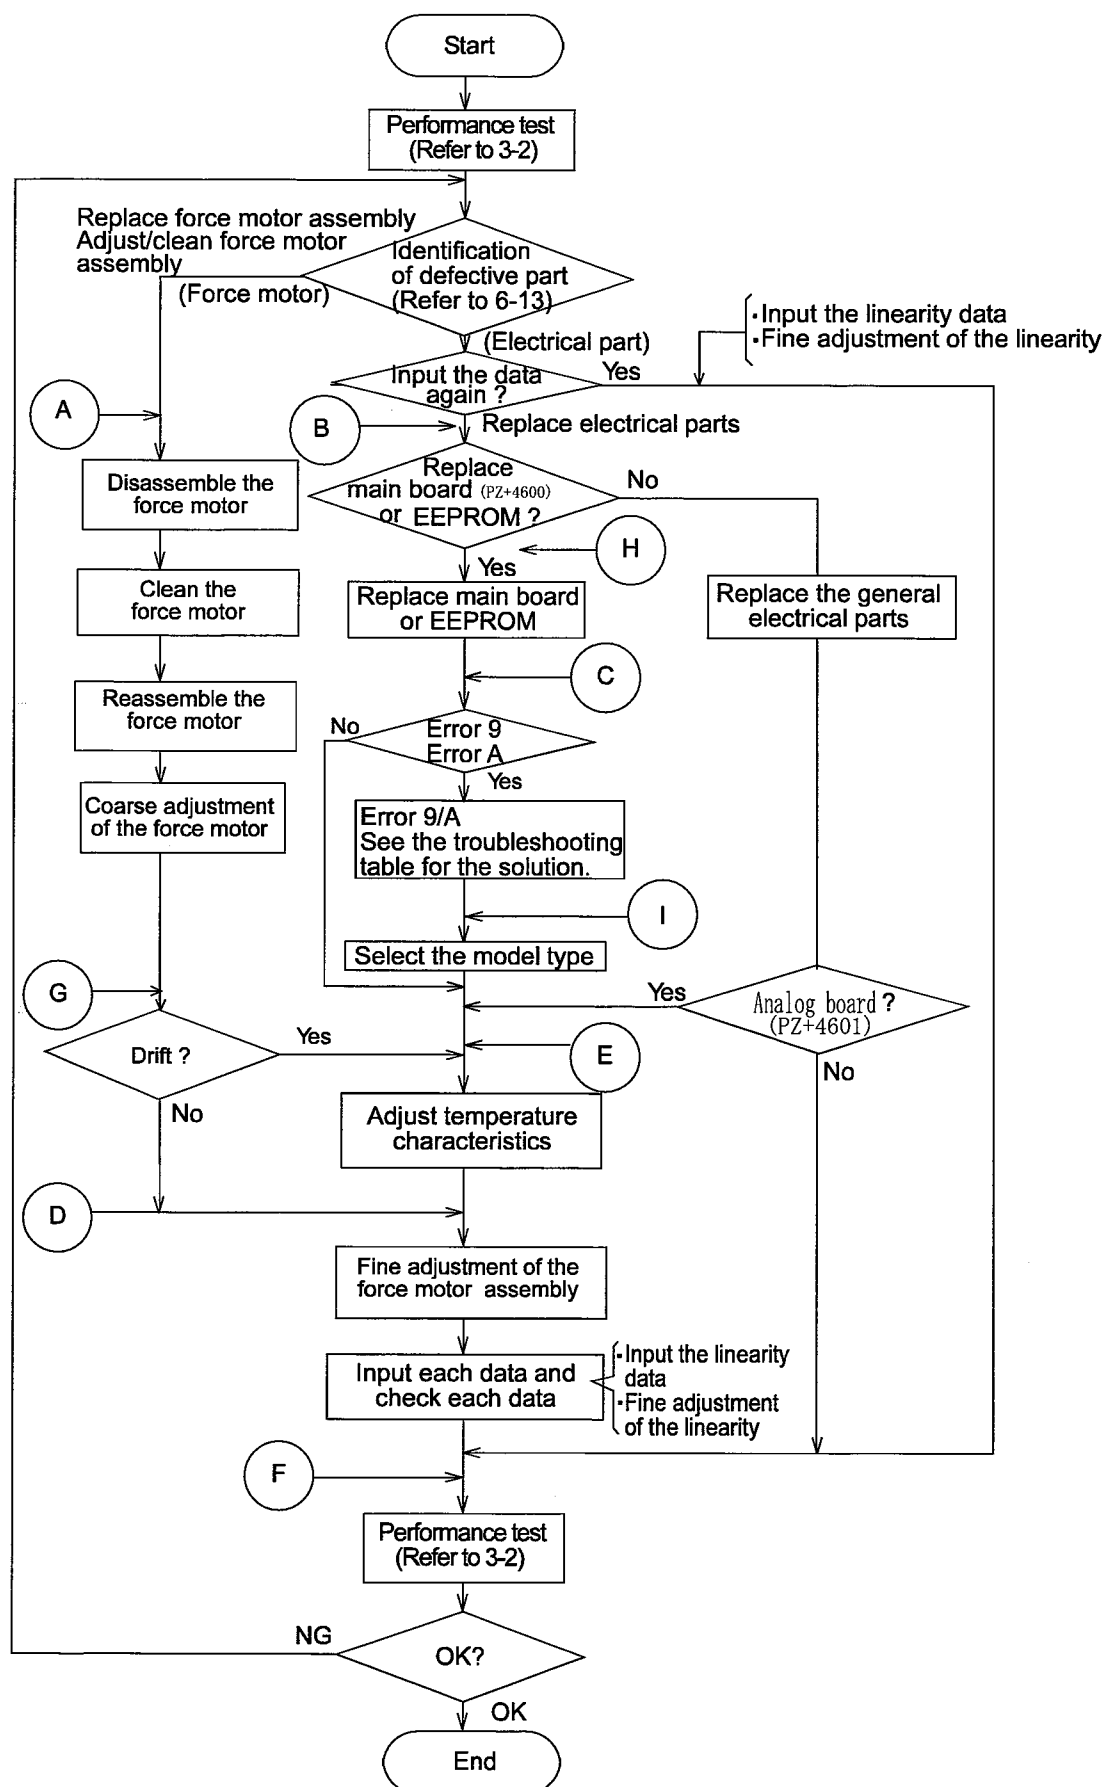 Start
Performance test
(Refer to 3-2)
Replace force motor assembly
Adjust/clean force motor
assembly
(Force motor)
Identification
of defective part
(Refer to 6-13)
(Electrical part)
·Input the linearity data
·Fine adjustment of the linearity
Input the data
again ?
Yes
A
B
Replace electrical parts
Disassemble the
force motor
Replace
main board (PZ+4600)
or EEPROM ?
No
H
Yes
Clean the
force motor
Replace main board
or EEPROM
Replace the general
electrical parts
C
Reassemble the
force motor
No
Error 9
Error A
Yes
Coarse adjustment
of the force motor
Error 9/A
See the troubleshooting
table for the solution.
I
Select the model type
G
Yes
Analog board ?
(PZ+4601)
No
Drift ?
Yes
E
No
Adjust temperature
characteristics
D
Fine adjustment of the
force motor assembly
Input each data and
check each data
·Input the linearity
data
·Fine adjustment
of the linearity
F
Performance test
(Refer to 3-2)
NG
OK?
OK
End